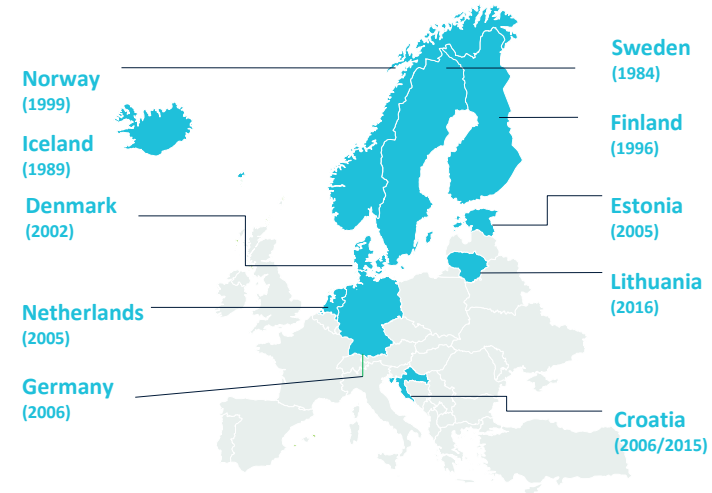 Norway
(1999)
Iceland
(1989)
Denmark
(2002)
Netherlands
(2005)
Germany
(2006)
Sweden
(1984)
Finland
(1996)
Estonia
(2005)
Lithuania
(2016)
Croatia
(2006/2015)